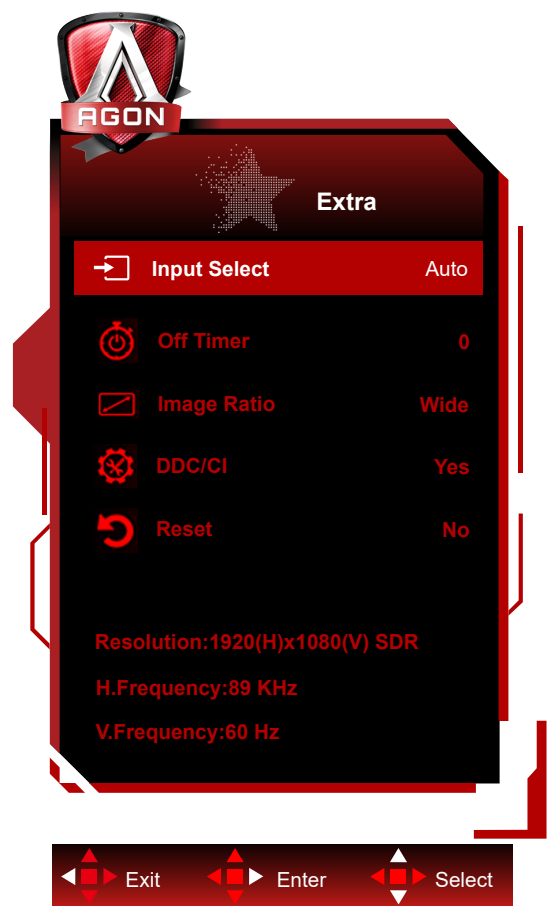 AGON
Extra
Input Select Auto
Off Timer 0
Image Ratio Wide
DDC/CI Yes
Reset No
Resolution:1920(H)x1080(V) SDR
H.Frequency:89 KHz
V.Frequency:60 Hz
Exit Enter Select